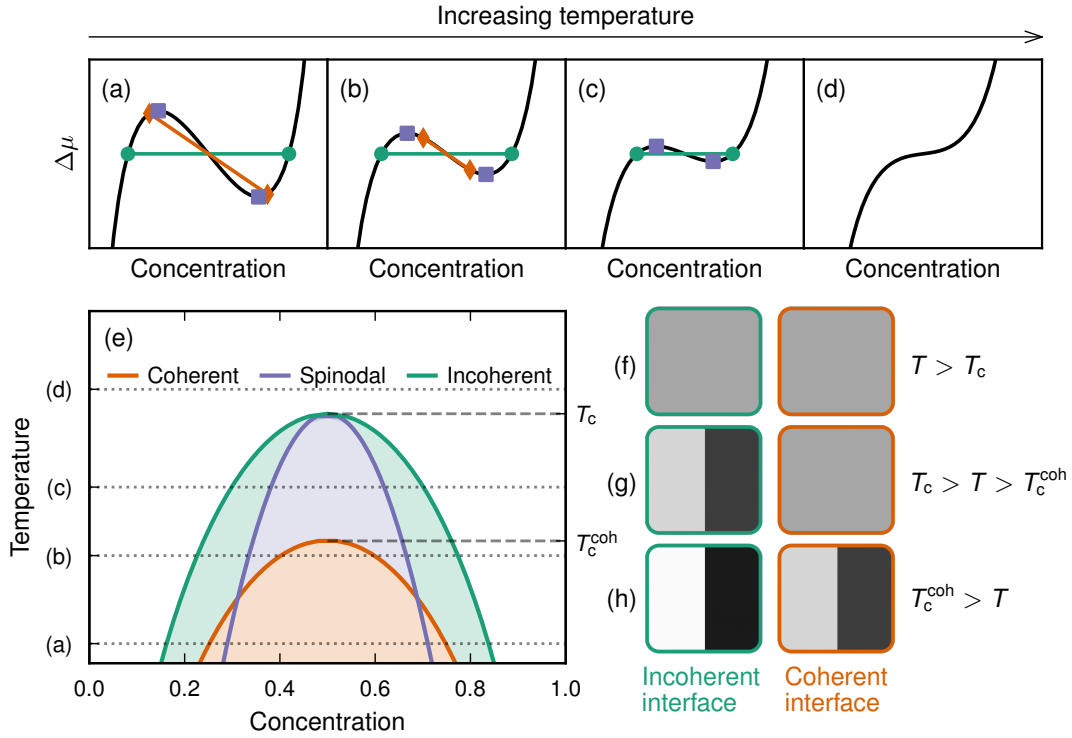 Increasing temperature
(a)
(b)
(c)
(d)
Δμ
Concentration
Concentration
Concentration
Concentration
(e)
Coherent
Spinodal
Incoherent
(d)
(c)
(b)
(a)
Temperature
T_c
T_c^coh
0.0
0.2
0.4
0.6
0.8
1.0
Concentration
(f)
T > T_c
(g)
T_c > T > T_c^coh
(h)
T_c^coh > T
Incoherent
interface
Coherent
interface